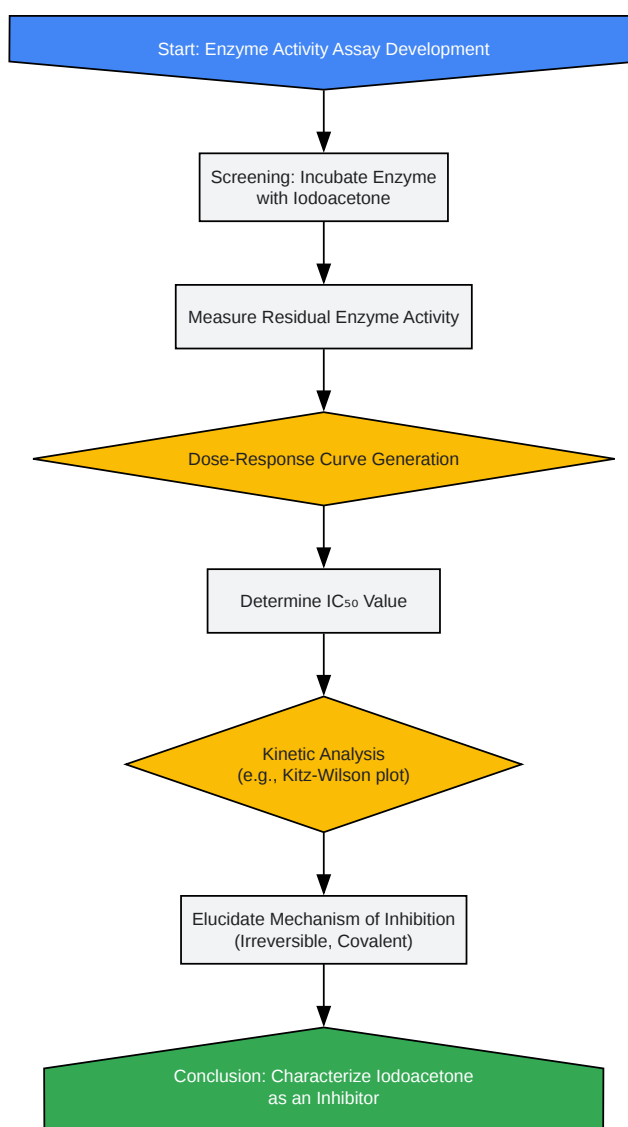 Start: Enzyme Activity Assay Development
Screening: Incubate Enzyme
with Iodoacetone
Measure Residual Enzyme Activity
Dose-Response Curve Generation
Determine IC₅₀ Value
Kinetic Analysis
(e.g., Kitz-Wilson plot)
Elucidate Mechanism of Inhibition
(Irreversible, Covalent)
Conclusion: Characterize Iodoacetone
as an Inhibitor